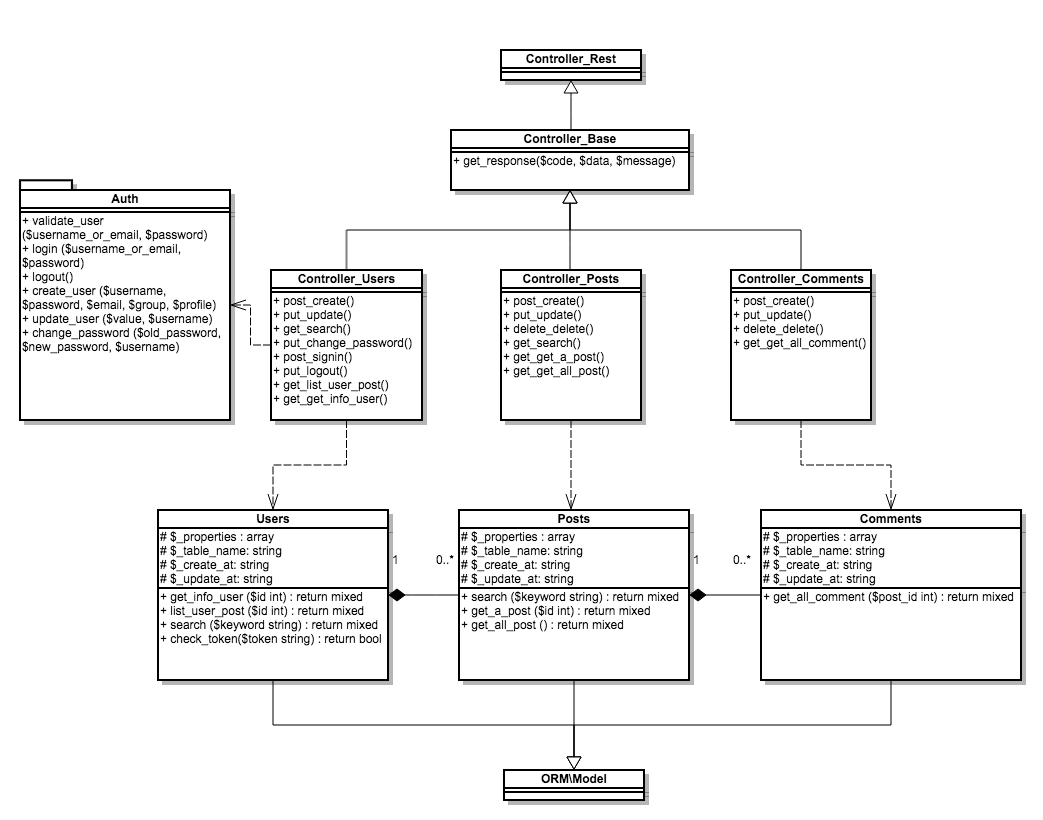 Controller_Rest
Controller_Base
+ get_response($code, $data, $message)
Auth
+ validate_user
($username_or_email, $password)
+ login ($username_or_email,
$password)
+ logout()
+ create_user ($username,
$password, $email, $group, $profile)
+ update_user ($value, $username)
+ change_password ($old_password,
$new_password, $username)
Controller_Users
+ post_create()
+ put_update()
+ get_search()
+ put_change_password()
+ post_signin()
+ put_logout()
+ get_list_user_post()
+ get_get_info_user()
Controller_Posts
+ post_create()
+ put_update()
+ delete_delete()
+ get_search()
+ get_get_a_post()
+ get_get_all_post()
Controller_Comments
+ post_create()
+ put_update()
+ delete_delete()
+ get_get_all_comment()
Users
# $_properties : array
# $_table_name: string
# $_create_at: string
# $_update_at: string
+ get_info_user ($id int) : return mixed
+ list_user_post ($id int) : return mixed
+ search ($keyword string) : return mixed
+ check_token($token string) : return bool
1
0..*
Posts
# $_properties : array
# $_table_name: string
# $_create_at: string
# $_update_at: string
+ search ($keyword string) : return mixed
+ get_a_post ($id int) : return mixed
+ get_all_post () : return mixed
1
0..*
Comments
# $_properties : array
# $_table_name: string
# $_create_at: string
# $_update_at: string
+ get_all_comment ($post_id int) : return mixed
ORM\Model